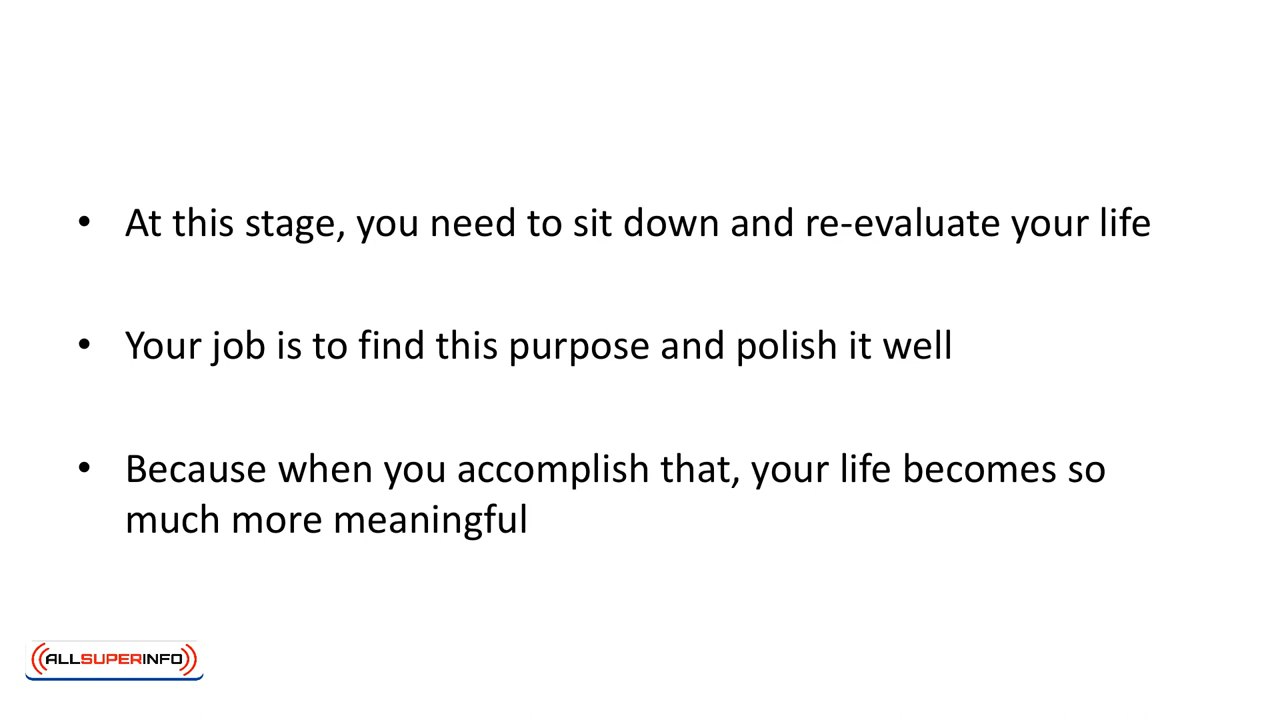 • At this stage, you need to sit down and re-evaluate your life
• Your job is to find this purpose and polish it well
• Because when you accomplish that, your life becomes so
much more meaningful
ALLSUPERINFO